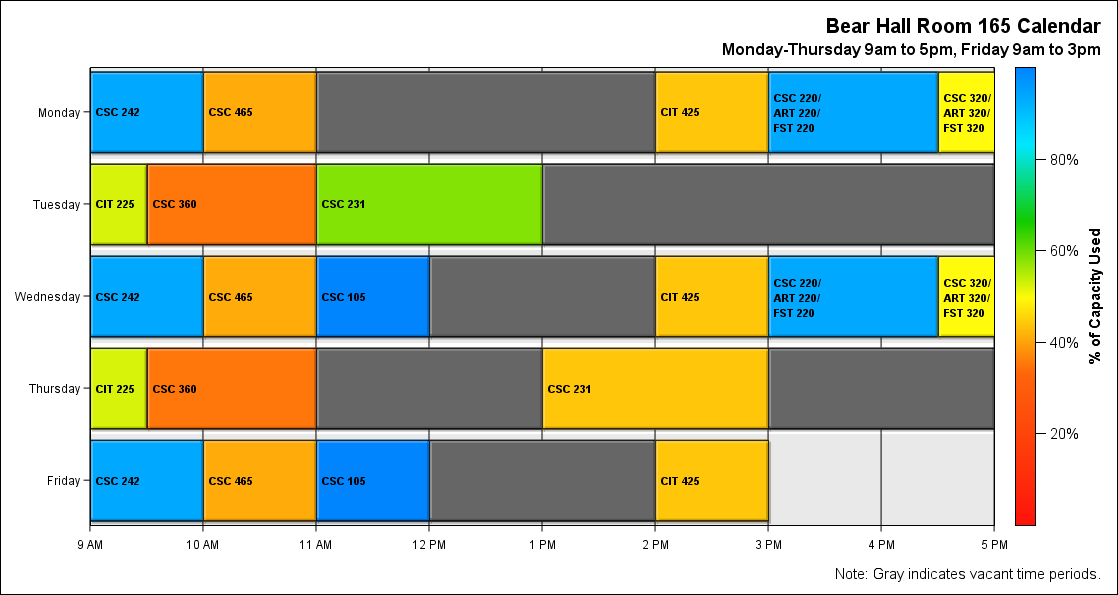 Bear Hall Room 165 Calendar
Monday-Thursday 9am to 5pm, Friday 9am to 3pm
Monday
CSC 242
CSC 465
CIT 425
CSC 220/
ART 220/
FST 220
CSC 320/
ART 320/
FST 320
Tuesday
CIT 225
CSC 360
CSC 231
Wednesday
CSC 242
CSC 465
CSC 105
CIT 425
CSC 220/
ART 220/
FST 220
CSC 320/
ART 320/
FST 320
Thursday
CIT 225
CSC 360
CSC 231
Friday
CSC 242
CSC 465
CSC 105
CIT 425
9 AM
10 AM
11 AM
12 PM
1 PM
2 PM
3 PM
4 PM
5 PM
80%
60%
40%
20%
% of Capacity Used
Note: Gray indicates vacant time periods.